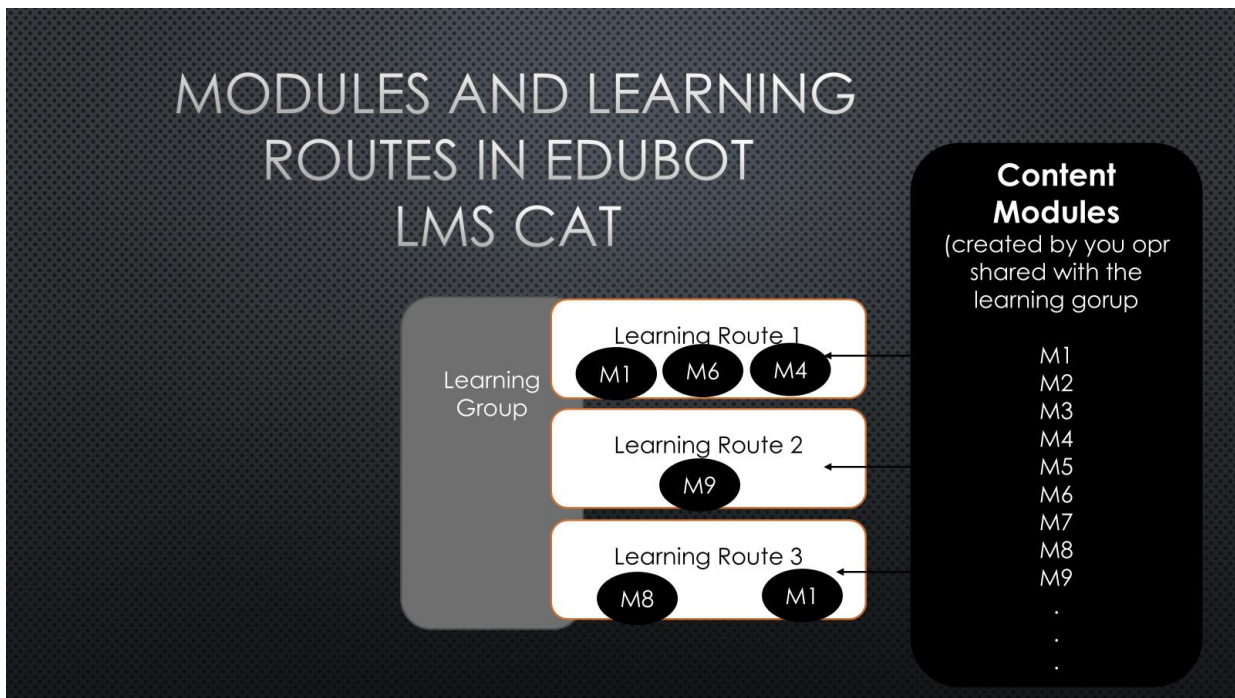 MODULES AND LEARNING
ROUTES IN EDUBOT
LMS CAT
Learning
Group
Learning Route 1
M1 M6 M4
Learning Route 2
M9
Learning Route 3
M8 M1
Content
Modules
(created by you opr
shared with the
learning gorup
M1
M2
M3
M4
M5
M6
M7
M8
M9
.
.
.